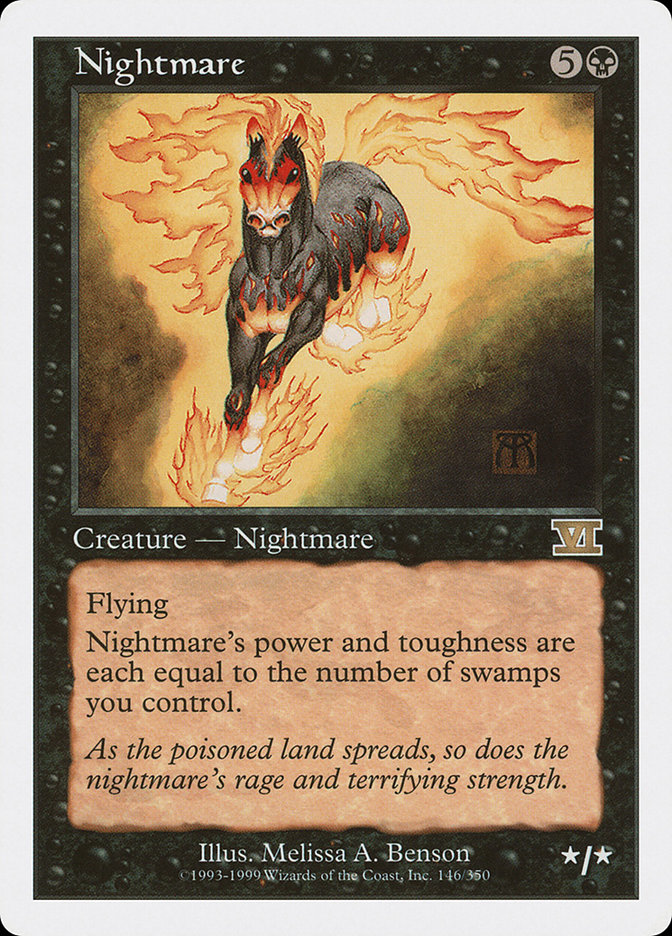 Nightmare 5
Creature — Nightmare VI
Flying
Nightmare's power and toughness are
each equal to the number of swamps
you control.
As the poisoned land spreads, so does the
nightmare's rage and terrifying strength.
Illus. Melissa A. Benson
©1993-1999 Wizards of the Coast, Inc. 146/350
★/★